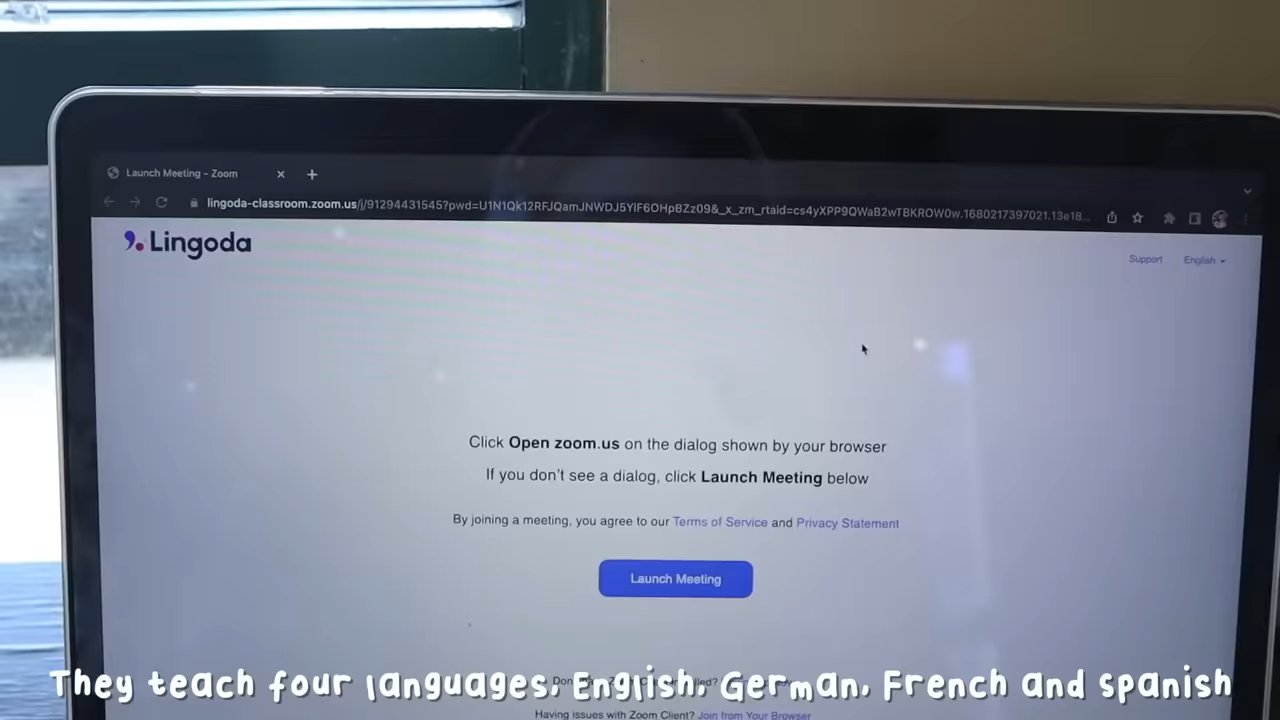 Launch Meeting - Zoom
lingoda-classroom.zoom.us/j/91294431545?pwd=U1N1Qk12RFJQamJNWDJ5YlF6OHpBZz09&_x_zm_rtaid=cs4yXPP9QWaB2wTBKROW0w.1680217397021.13e18...
Lingoda
Support English
Click Open zoom.us on the dialog shown by your browser
If you don't see a dialog, click Launch Meeting below
By joining a meeting, you agree to our Terms of Service and Privacy Statement
Launch Meeting
They teach four languages, English, German, French and spanish
Having issues with Zoom Client? Join from Your Browser